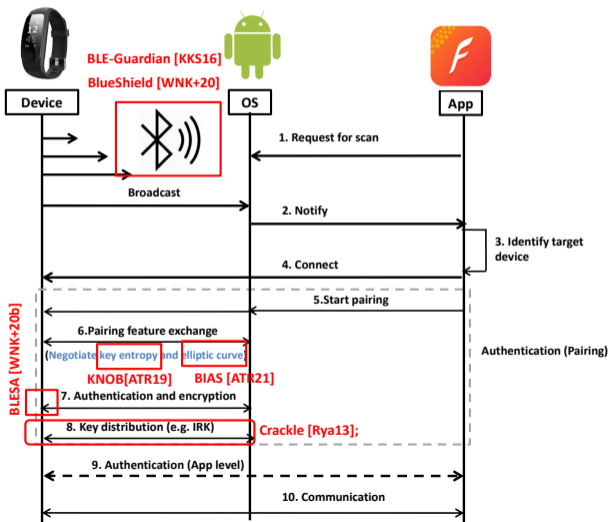 BLE-Guardian [KKS16]
BlueShield [WNK+20]
Device
OS
App
1. Request for scan
Broadcast
2. Notify
3. Identify target
device
4. Connect
5.Start pairing
6.Pairing feature exchange
(Negotiate key entropy and elliptic curve)
KNOB[ATR19]
BIAS [ATR21]
Authentication (Pairing)
BLESA [WNK+20b]
7. Authentication and encryption
8. Key distribution (e.g. IRK)
Crackle [Rya13];
9. Authentication (App level)
10. Communication